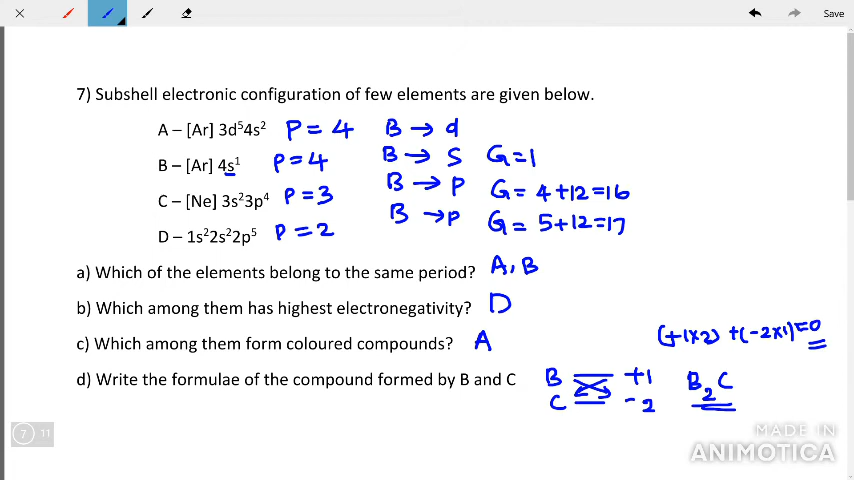 Save
7) Subshell electronic configuration of few elements are given below.
A – [Ar] 3d⁵4s² P = 4 B → d
B – [Ar] 4s¹ P = 4 B → S G = 1
C – [Ne] 3s²3p⁴ P = 3 B → P G = 4 + 12 = 16
D – 1s²2s²2p⁵ P = 2 B → P G = 5 + 12 = 17
a) Which of the elements belong to the same period? A, B
b) Which among them has highest electronegativity? D
c) Which among them form coloured compounds? A
(+1×2) + (-2×1) = 0
d) Write the formulae of the compound formed by B and C
B +1 B₂C
C -2
7 11
MADE IN
ANIMOTICA